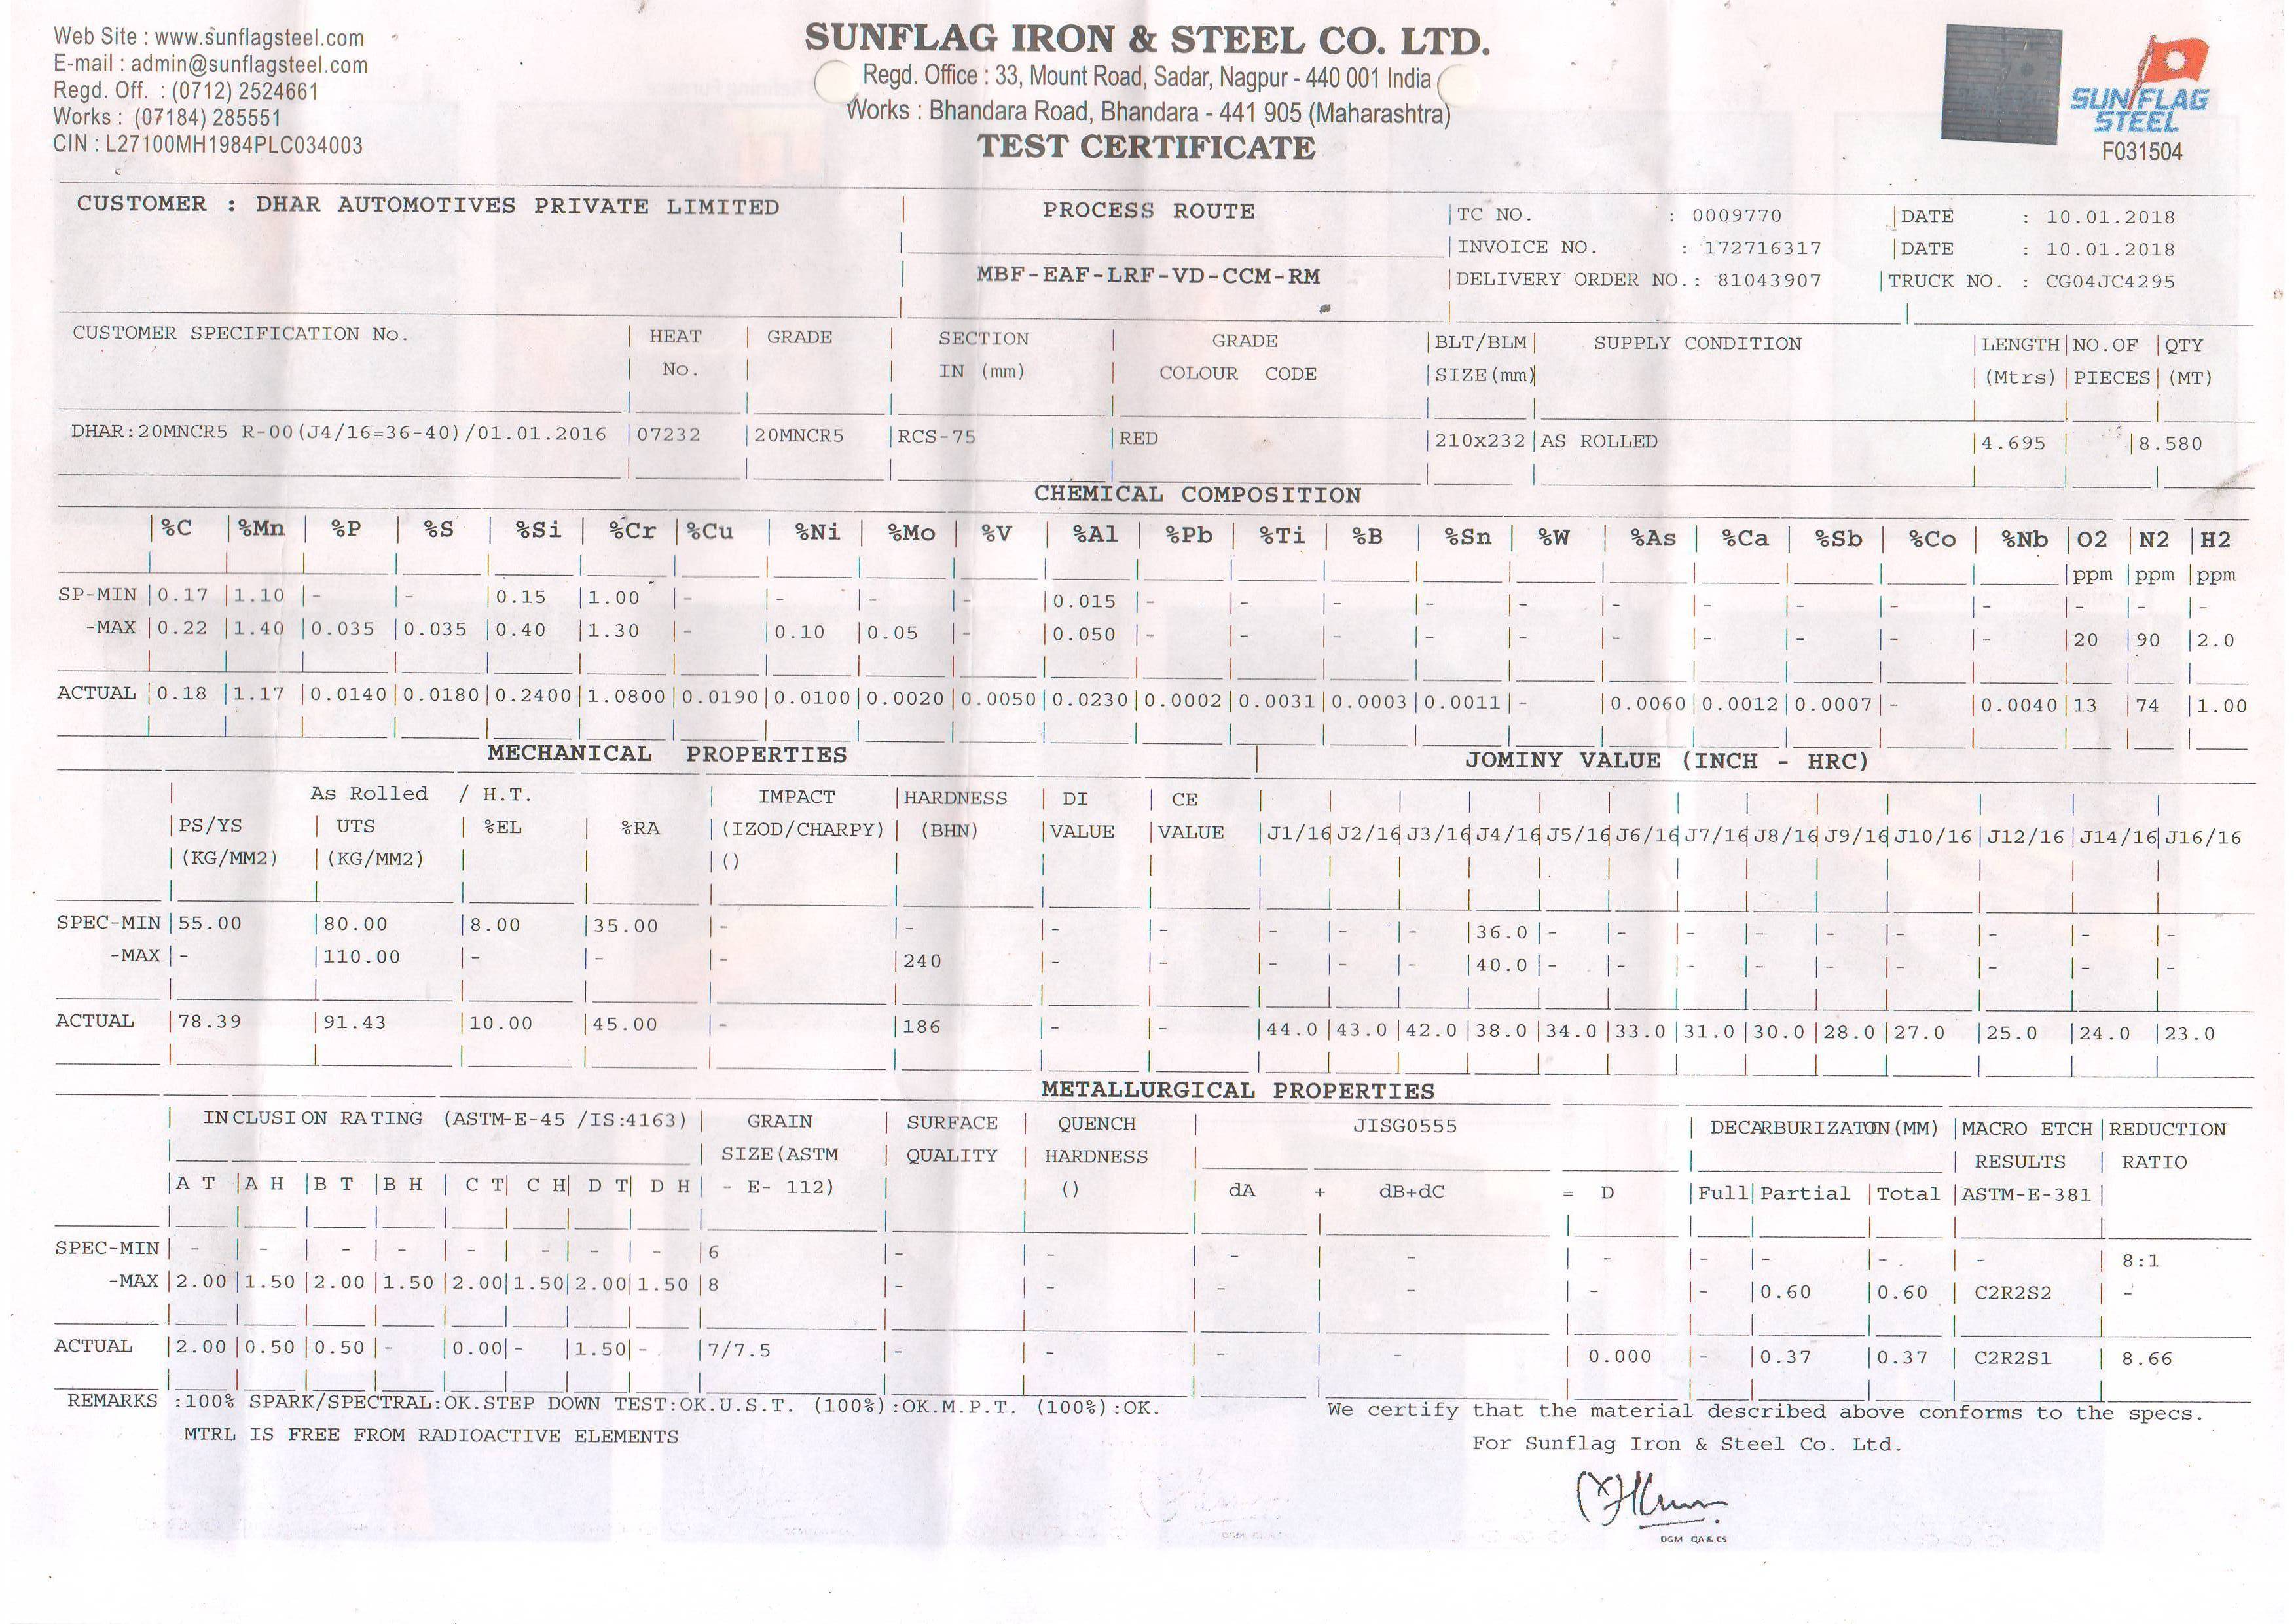 Web Site : www.sunflagsteel.com
E-mail : admin@sunflagsteel.com
Regd. Off. : (0712) 2524661
Works : (07184) 285551
CIN : L27100MH1984PLC034003
SUNFLAG IRON & STEEL CO. LTD.
Regd. Office : 33, Mount Road, Sadar, Nagpur - 440 001 India
Works : Bhandara Road, Bhandara - 441 905 (Maharashtra)
TEST CERTIFICATE
SUN FLAG
STEEL
F031504
CUSTOMER : DHAR AUTOMOTIVES PRIVATE LIMITED
PROCESS ROUTE
MBF-EAF-LRF-VD-CCM-RM
TC NO. : 0009770 DATE : 10.01.2018
INVOICE NO. : 172716317 DATE : 10.01.2018
DELIVERY ORDER NO.: 81043907 TRUCK NO. : CG04JC4295
CUSTOMER SPECIFICATION No. HEAT GRADE SECTION GRADE BLT/BLM SUPPLY CONDITION LENGTH NO.OF QTY
No. IN (mm) COLOUR CODE SIZE(mm) (Mtrs) PIECES (MT)
DHAR:20MNCR5 R-00(J4/16=36-40)/01.01.2016 07232 20MNCR5 RCS-75 RED 210x232 AS ROLLED 4.695 8.580
CHEMICAL COMPOSITION
%C %Mn %P %S %Si %Cr %Cu %Ni %Mo %V %Al %Pb %Ti %B %Sn %W %As %Ca %Sb %Co %Nb O2 N2 H2
ppm ppm ppm
SP-MIN 0.17 1.10 - - 0.15 1.00 - - - - 0.015 - - - - - - - - - - - - -
-MAX 0.22 1.40 0.035 0.035 0.40 1.30 - 0.10 0.05 - 0.050 - - - - - - - - - - 20 90 2.0
ACTUAL 0.18 1.17 0.0140 0.0180 0.2400 1.0800 0.0190 0.0100 0.0020 0.0050 0.0230 0.0002 0.0031 0.0003 0.0011 - 0.0060 0.0012 0.0007 - 0.0040 13 74 1.00
MECHANICAL PROPERTIES JOMINY VALUE (INCH - HRC)
As Rolled / H.T. IMPACT HARDNESS DI CE
PS/YS UTS %EL %RA (IZOD/CHARPY) (BHN) VALUE VALUE J1/16 J2/16 J3/16 J4/16 J5/16 J6/16 J7/16 J8/16 J9/16 J10/16 J12/16 J14/16 J16/16
(KG/MM2) (KG/MM2) ()
SPEC-MIN 55.00 80.00 8.00 35.00 - - - - - - - 36.0 - - - - - - - - -
-MAX - 110.00 - - - 240 - - - - - 40.0 - - - - - - - - -
ACTUAL 78.39 91.43 10.00 45.00 - 186 - - 44.0 43.0 42.0 38.0 34.0 33.0 31.0 30.0 28.0 27.0 25.0 24.0 23.0
METALLURGICAL PROPERTIES
INCLUSION RATING (ASTM-E-45 /IS:4163) GRAIN SURFACE QUENCH JISG0555 DECARBURIZATON(MM) MACRO ETCH REDUCTION
SIZE(ASTM QUALITY HARDNESS RESULTS RATIO
A T A H B T B H C T C H D T D H - E- 112) () dA + dB+dC = D Full Partial Total ASTM-E-381
SPEC-MIN - - - - - - - - 6 - - - - - - - - - 8:1
-MAX 2.00 1.50 2.00 1.50 2.00 1.50 2.00 1.50 8 - - - - - - 0.60 0.60 C2R2S2 -
ACTUAL 2.00 0.50 0.50 - 0.00 - 1.50 - 7/7.5 - - - - 0.000 - 0.37 0.37 C2R2S1 8.66
REMARKS :100% SPARK/SPECTRAL:OK.STEP DOWN TEST:OK.U.S.T. (100%):OK.M.P.T. (100%):OK.
MTRL IS FREE FROM RADIOACTIVE ELEMENTS
We certify that the material described above conforms to the specs.
For Sunflag Iron & Steel Co. Ltd.
DGM QA & CS